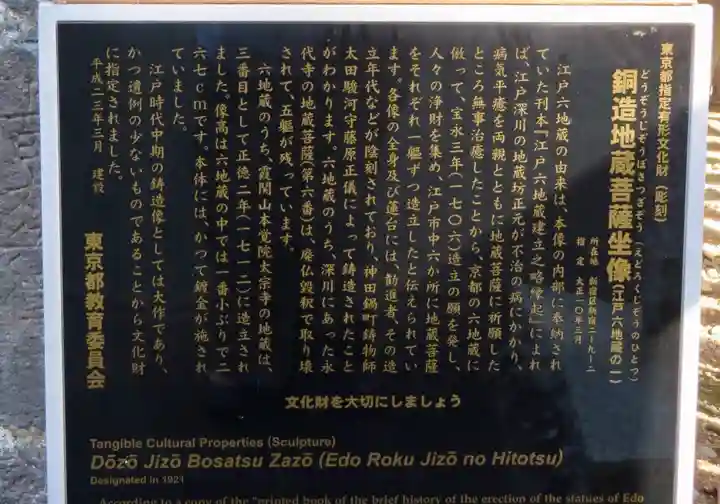 東京都指定有形文化財（彫刻）
どうぞうじぞうぼさつざぞう（えどろくじぞうのひとつ）
銅造地蔵菩薩坐像（江戸六地蔵の一）
所在地　新宿区新宿二ー九ー二
指　定　大正一〇年三月
江戸六地蔵の由来は、本像の内部に奉納され
ていた刊本『江戸六地蔵建立之略縁起』によれ
ば、江戸深川の地蔵坊正元が不治の病にかかり、
病気平癒を両親とともに地蔵菩薩に祈願した
ところ無事治癒したことから、京都の六地蔵に
倣って、宝永三年（一七〇六）造立の願を発し、
人々の浄財を集め、江戸市中六か所に地蔵菩薩
をそれぞれ一軀ずつ造立したと伝えられてい
ます。各像の全身及び蓮台には、勧進者、その造
立年代などが陰刻されており、神田鍋町鋳物師
太田駿河守藤原正儀によって鋳造されたこと
がわかります。六地蔵のうち、深川にあった永
代寺の地蔵菩薩（第六番）は、廃仏毀釈で取り壊
されて、五軀が残っています。
六地蔵のうち、霞関山本覚院太宗寺の地蔵は、
三番目として正徳二年（一七一二）に造立され
ました。像高は六地蔵の中では一番小ぶりで二
六七cmです。本体には、かつて鍍金が施され
ていました。
江戸時代中期の鋳造像としては大作であり、
かつ遺例の少ないものであることから文化財
に指定されました。
平成二三年三月　建設
東京都教育委員会
文化財を大切にしましょう
Tangible Cultural Properties (Sculpture)
Dōzō Jizō Bosatsu Zazō (Edo Roku Jizō no Hitotsu)
Designated in 1921
According to a copy of the "printed book of the brief history of the erection of the statues of Edo